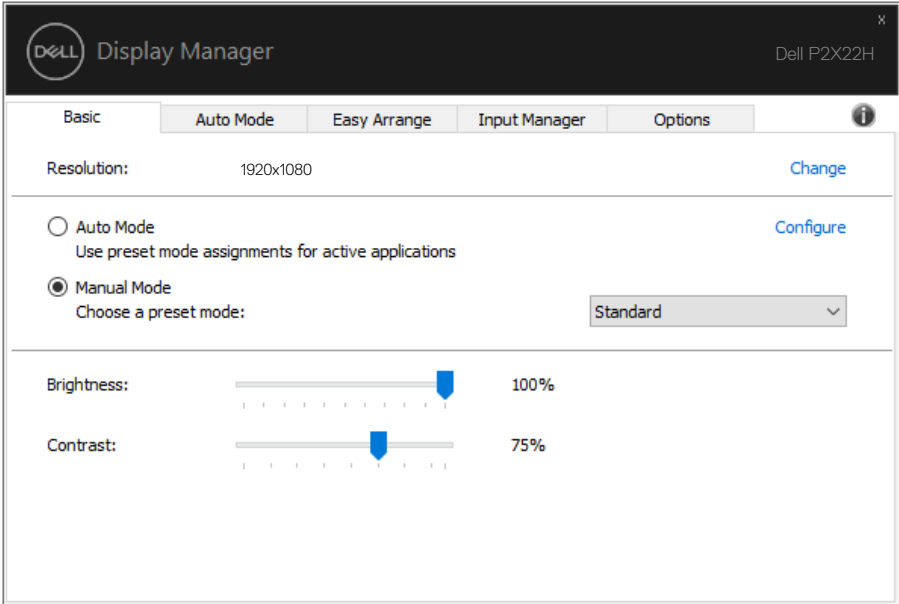 DELL Display Manager
x
Dell P2X22H
Basic Auto Mode Easy Arrange Input Manager Options i
Resolution: 1920x1080 Change
Auto Mode Configure
Use preset mode assignments for active applications
Manual Mode
Choose a preset mode: Standard
Brightness: 100%
Contrast: 75%